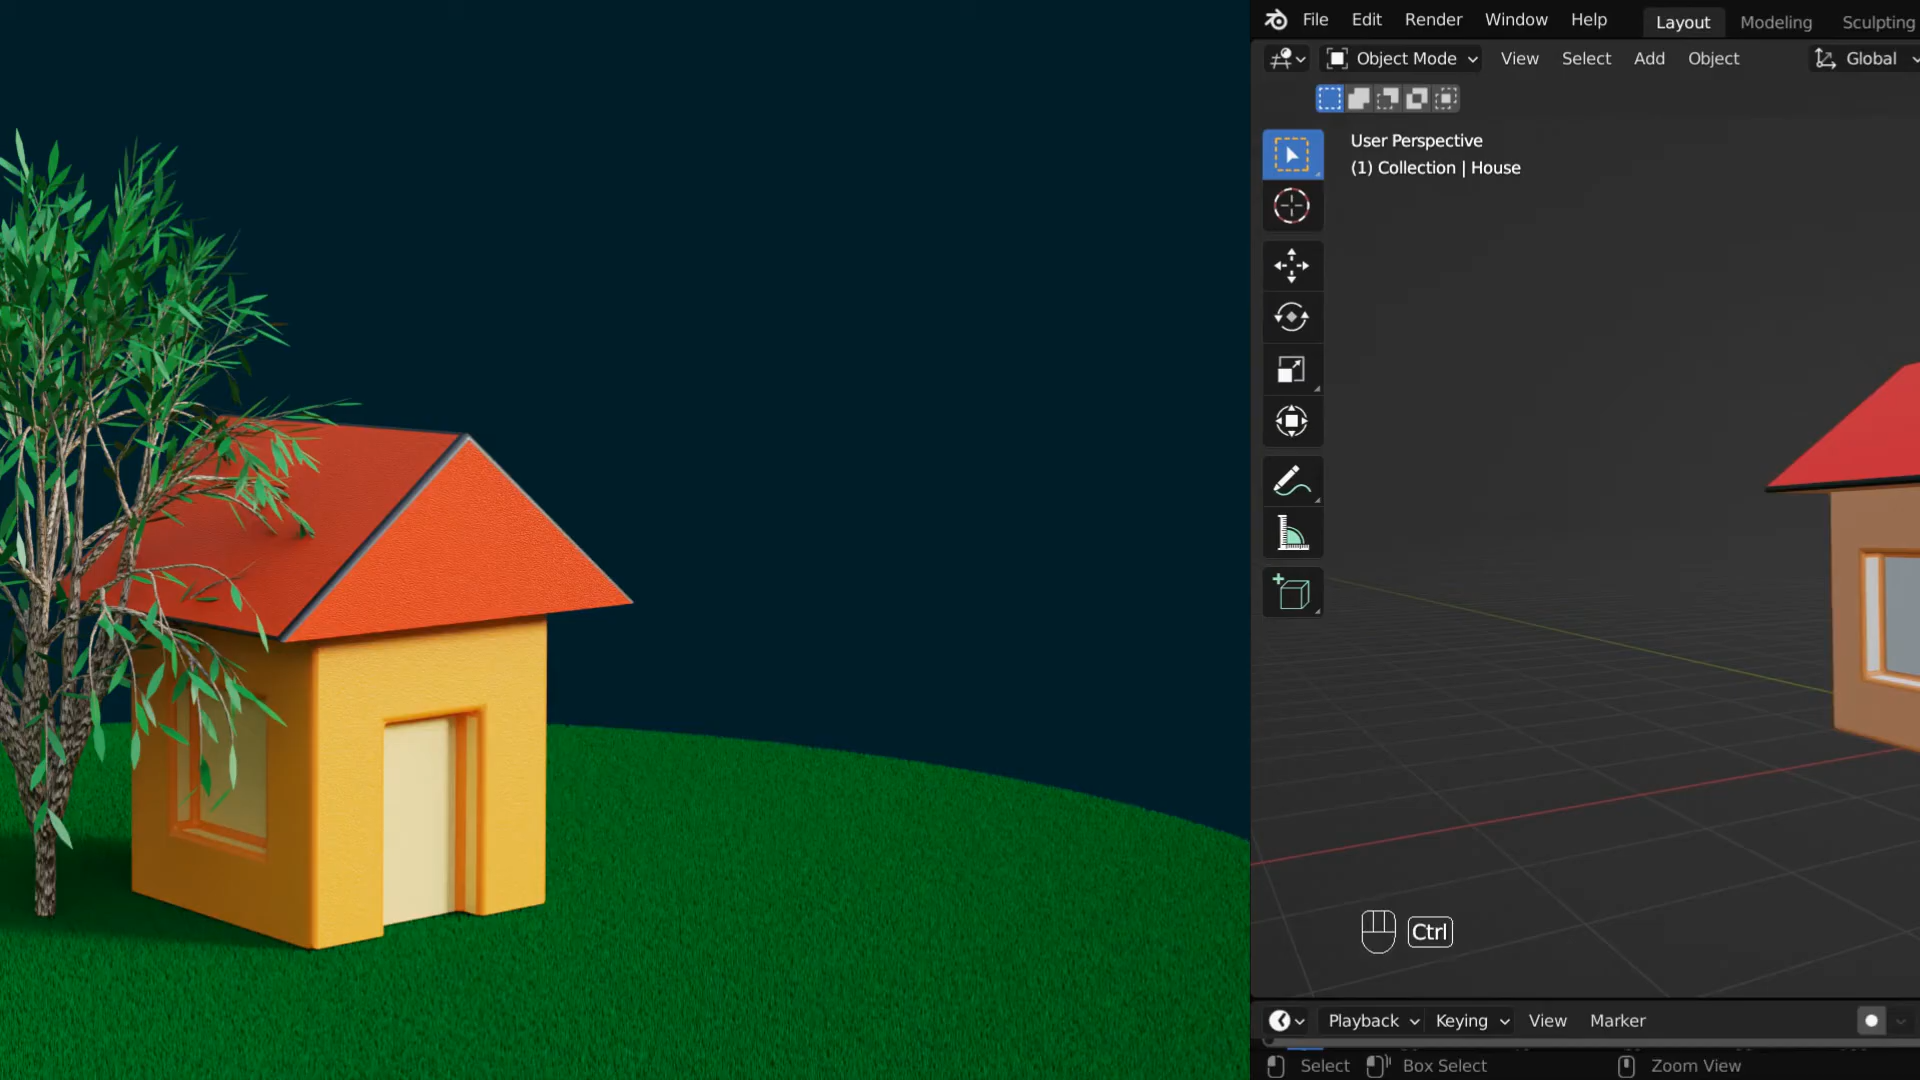 File Edit Render Window Help Layout Modeling Sculpting
Object Mode View Select Add Object Global
User Perspective
(1) Collection | House
Ctrl
Playback Keying View Marker
Select Box Select Zoom View